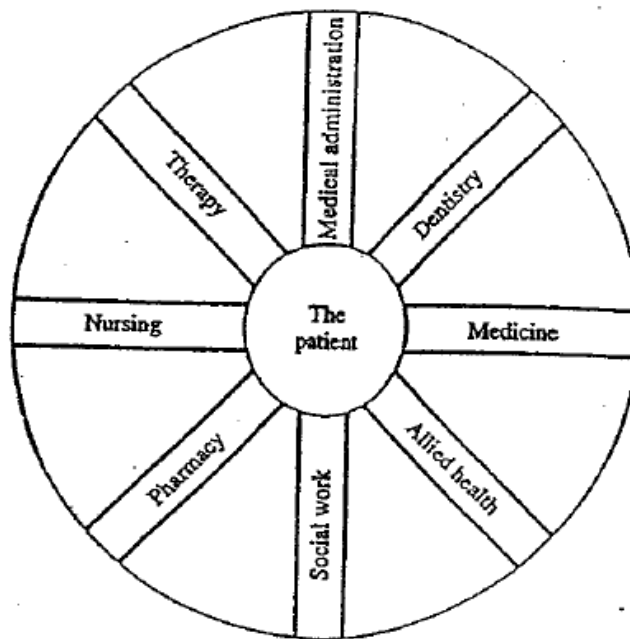 Medical administration
Therapy
Dentistry
Nursing
The
patient
Medicine
Pharmacy
Allied health
Social work